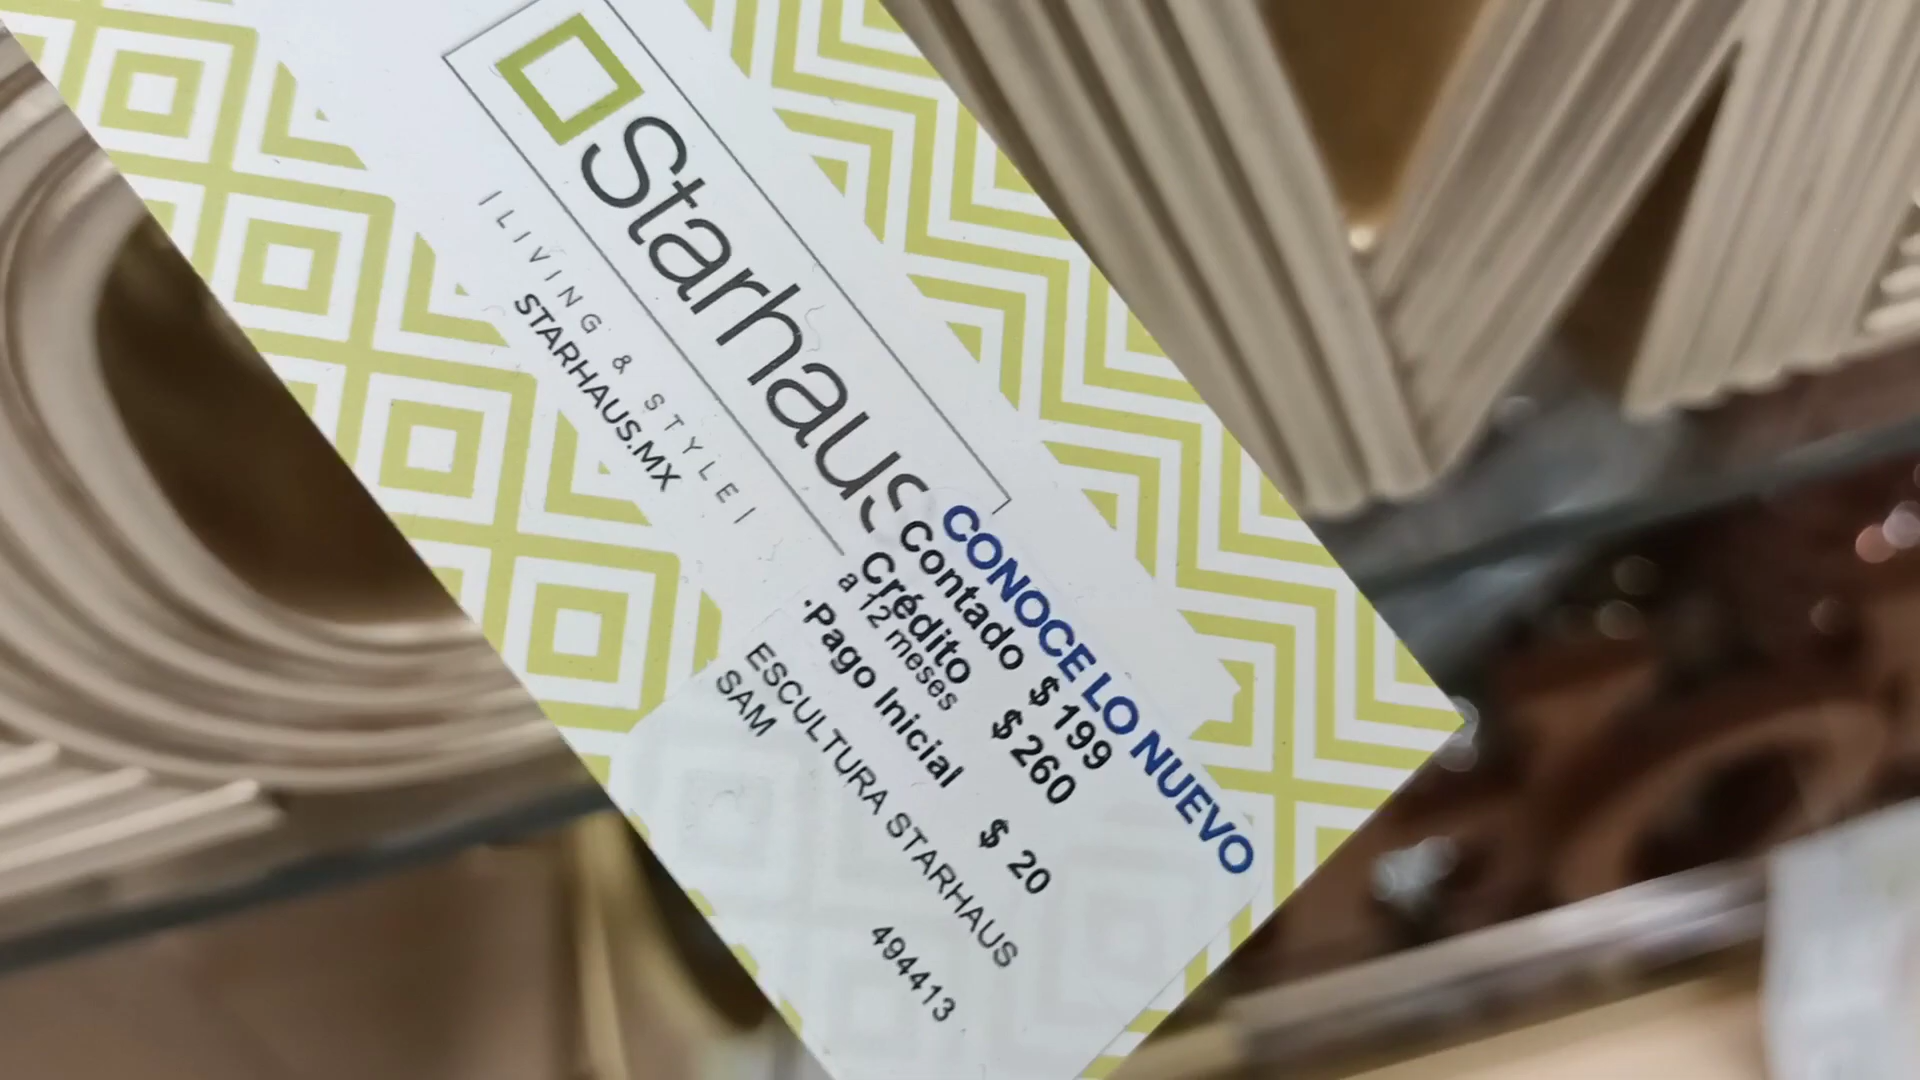 Starhaus
|LIVING & STYLE|
STARHAUS.MX
CONOCE LO NUEVO
Contado $ 199
Crédito $ 260
a 12 meses
·Pago Inicial $ 20
ESCULTURA STARHAUS
SAM
494413